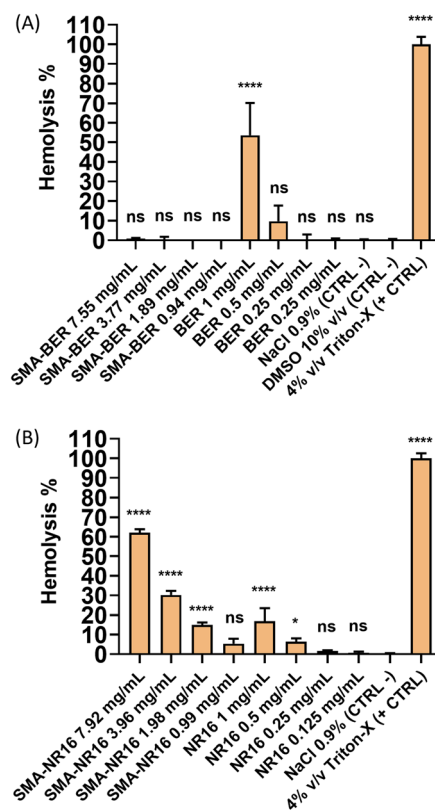 (A)
Hemolysis %
110
100
90
80
70
60
50
40
30
20
10
0
ns
ns
ns
ns
****
ns
ns
ns
ns
****
SMA-BER 7.55 mg/mL
SMA-BER 3.77 mg/mL
SMA-BER 1.89 mg/mL
SMA-BER 0.94 mg/mL
BER 1 mg/mL
BER 0.5 mg/mL
BER 0.25 mg/mL
BER 0.25 mg/mL
NaCl 0.9% (CTRL -)
DMSO 10% v/v (CTRL -)
4% v/v Triton-X (+ CTRL)
(B)
Hemolysis %
110
100
90
80
70
60
50
40
30
20
10
0
****
****
****
ns
****
*
ns
ns
****
SMA-NR16 7.92 mg/mL
SMA-NR16 3.96 mg/mL
SMA-NR16 1.98 mg/mL
SMA-NR16 0.99 mg/mL
NR16 1 mg/mL
NR16 0.5 mg/mL
NR16 0.25 mg/mL
NR16 0.125 mg/mL
NaCl 0.9% (CTRL -)
4% v/v Triton-X (+ CTRL)